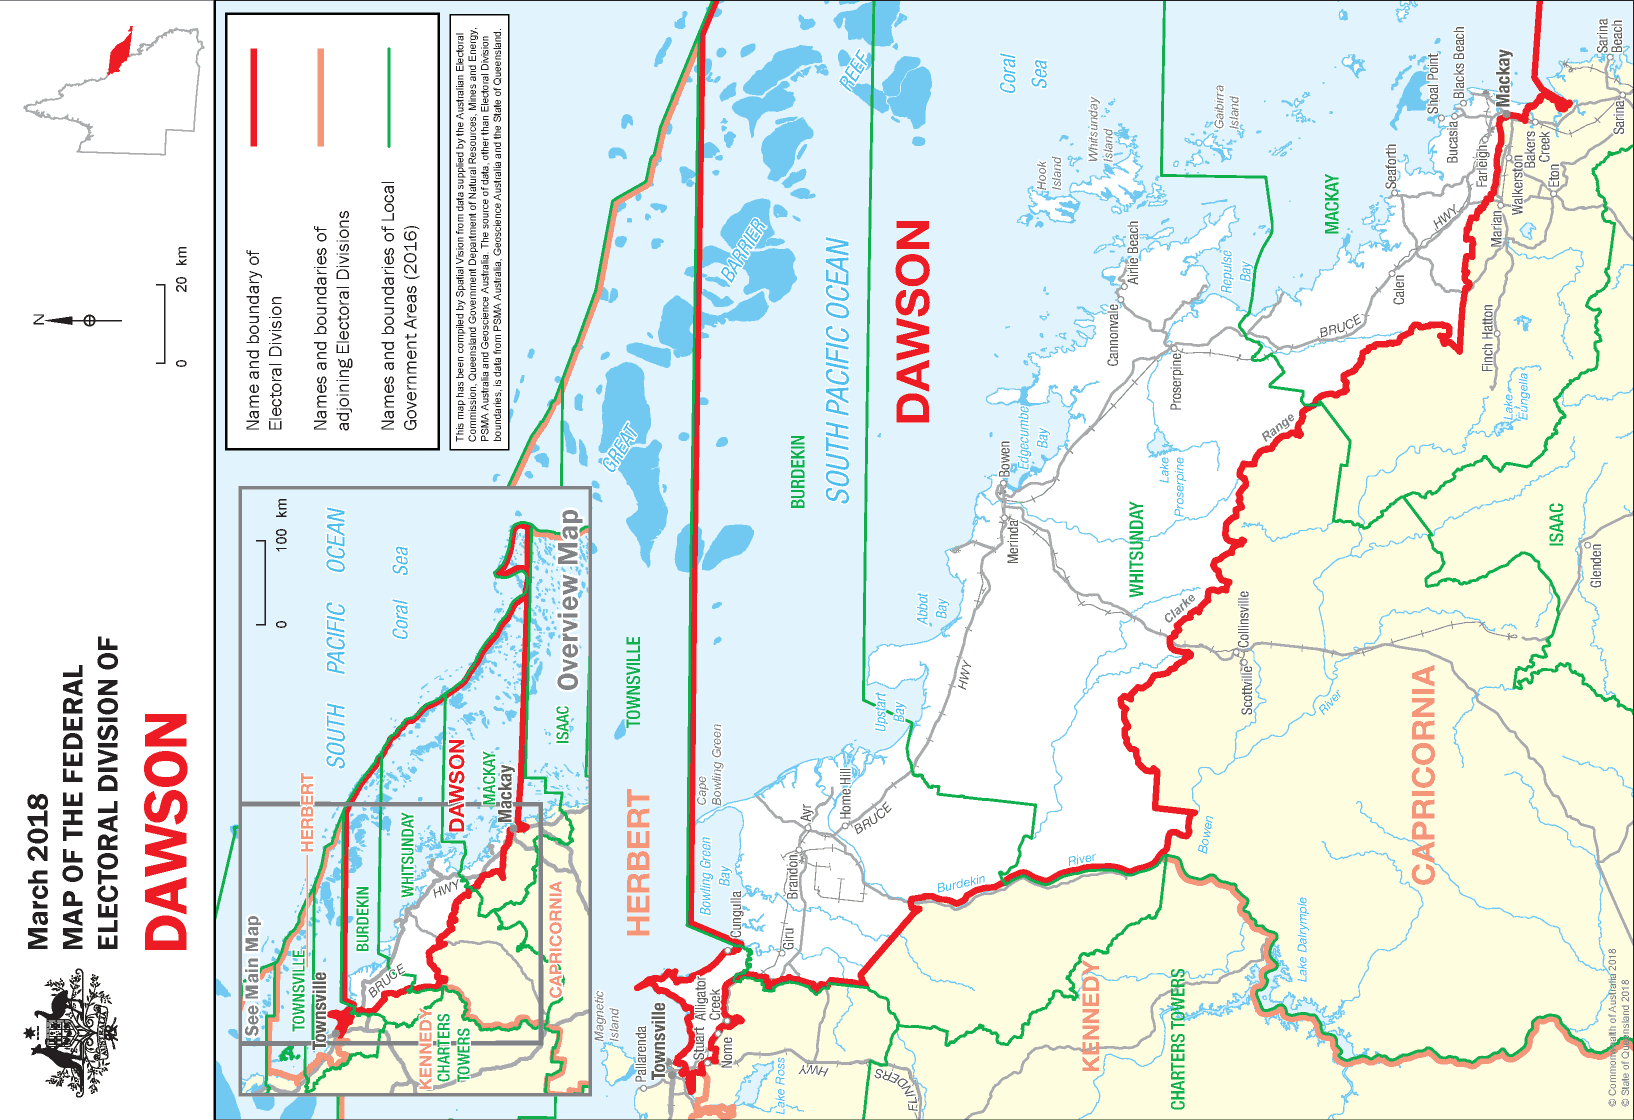 March 2018
MAP OF THE FEDERAL
ELECTORAL DIVISION OF
DAWSON
N
0
20 km
Name and boundary of
Electoral Division
Names and boundaries of
adjoining Electoral Divisions
Names and boundaries of Local
Government Areas (2016)
This map has been compiled by Spatial Vision from data supplied by the Australian Electoral
Commission, Queensland Government Department of Natural Resources, Mines and Energy,
PSMA Australia and Geoscience Australia. The source of data, other than Electoral Division
boundaries, is data from PSMA Australia, Geoscience Australia and the State of Queensland.
See Main Map
Overview Map
0
100 km
SOUTH PACIFIC OCEAN
Coral Sea
HERBERT
TOWNSVILLE
Townsville
BURDEKIN
WHITSUNDAY
DAWSON
MACKAY
Mackay
ISAAC
BRUCE
HWY
KENNEDY
CHARTERS
TOWERS
CAPRICORNIA
GREAT
BARRIER
REEF
SOUTH PACIFIC OCEAN
Coral
Sea
DAWSON
HERBERT
TOWNSVILLE
BURDEKIN
WHITSUNDAY
MACKAY
ISAAC
CAPRICORNIA
KENNEDY
CHARTERS TOWERS
Magnetic
Island
Pallarenda
Townsville
Stuart
Alligator
Creek
Nome
Lake Ross
HWY
FLINDERS
Cungulla
Giru
Brandon
Ayr
Home Hill
BRUCE
HWY
Bowling Green
Bay
Cape
Bowling Green
Upstart
Bay
Abbot
Bay
Burdekin
River
Bowen
River
Lake Dalrymple
Merinda
Bowen
Edgecumbe
Bay
Scottville
Collinsville
Clarke
Range
Lake
Proserpine
Proserpine
Cannonvale
Airlie Beach
Hook
Island
Whitsunday
Island
Gaibirra
Island
Repulse
Bay
BRUCE
HWY
Calen
Seaforth
Finch Hatton
Lake
Eungella
Glenden
Marian
Walkerston
Farleigh
Bucasia
Shoal Point
Blacks Beach
Mackay
Bakers
Creek
Eton
Sarina
Sarina
Beach
© Commonwealth of Australia 2018
© State of Queensland 2018